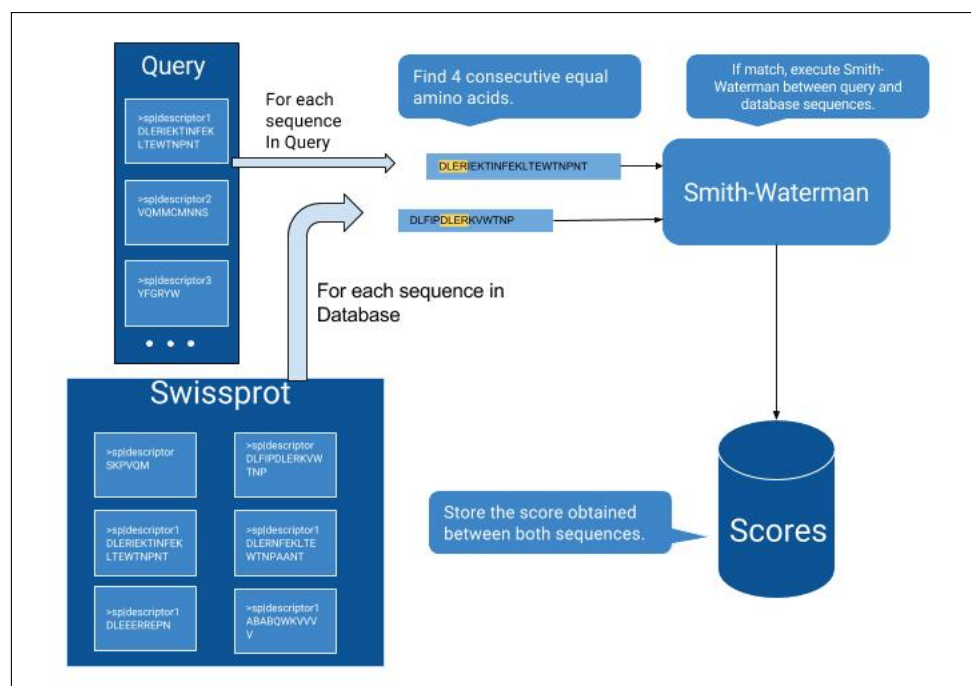 Query
>sp|descriptor1
DLERIEKTINFEK
LTEWTNPNT
>sp|descriptor2
VQMMCMNNS
>sp|descriptor3
YFGRYW
For each
sequence
In Query
Find 4 consecutive equal
amino acids.
If match, execute Smith-
Waterman between query and
database sequences.
DLERIEKTINFEKLTEWTNPNT
DLFIPDLERKVWTNP
Smith-Waterman
For each sequence in
Database
Swissprot
>sp|descriptor
SKPVQM
>sp|descriptor
DLFIPDLERKVW
TNP
>sp|descriptor1
DLERIEKTINFEK
LTEWTNPNT
>sp|descriptor1
DLERNFEKLTE
WTNPAANT
>sp|descriptor1
DLEEERREPN
>sp|descriptor1
ABABQWKVVV
V
Store the score obtained
between both sequences.
Scores